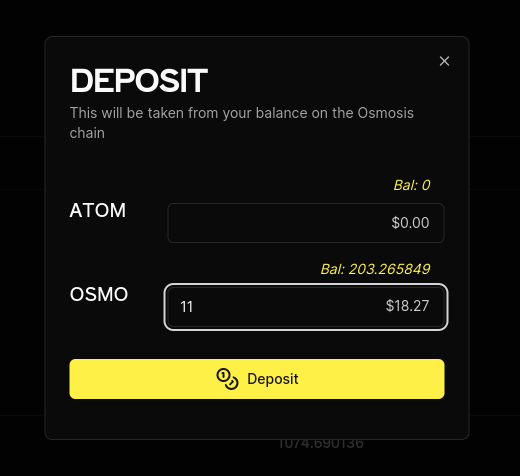 DEPOSIT
This will be taken from your balance on the Osmosis
chain
Bal: 0
ATOM
$0.00
Bal: 203.265849
OSMO
11 $18.27
Deposit
1074.690136